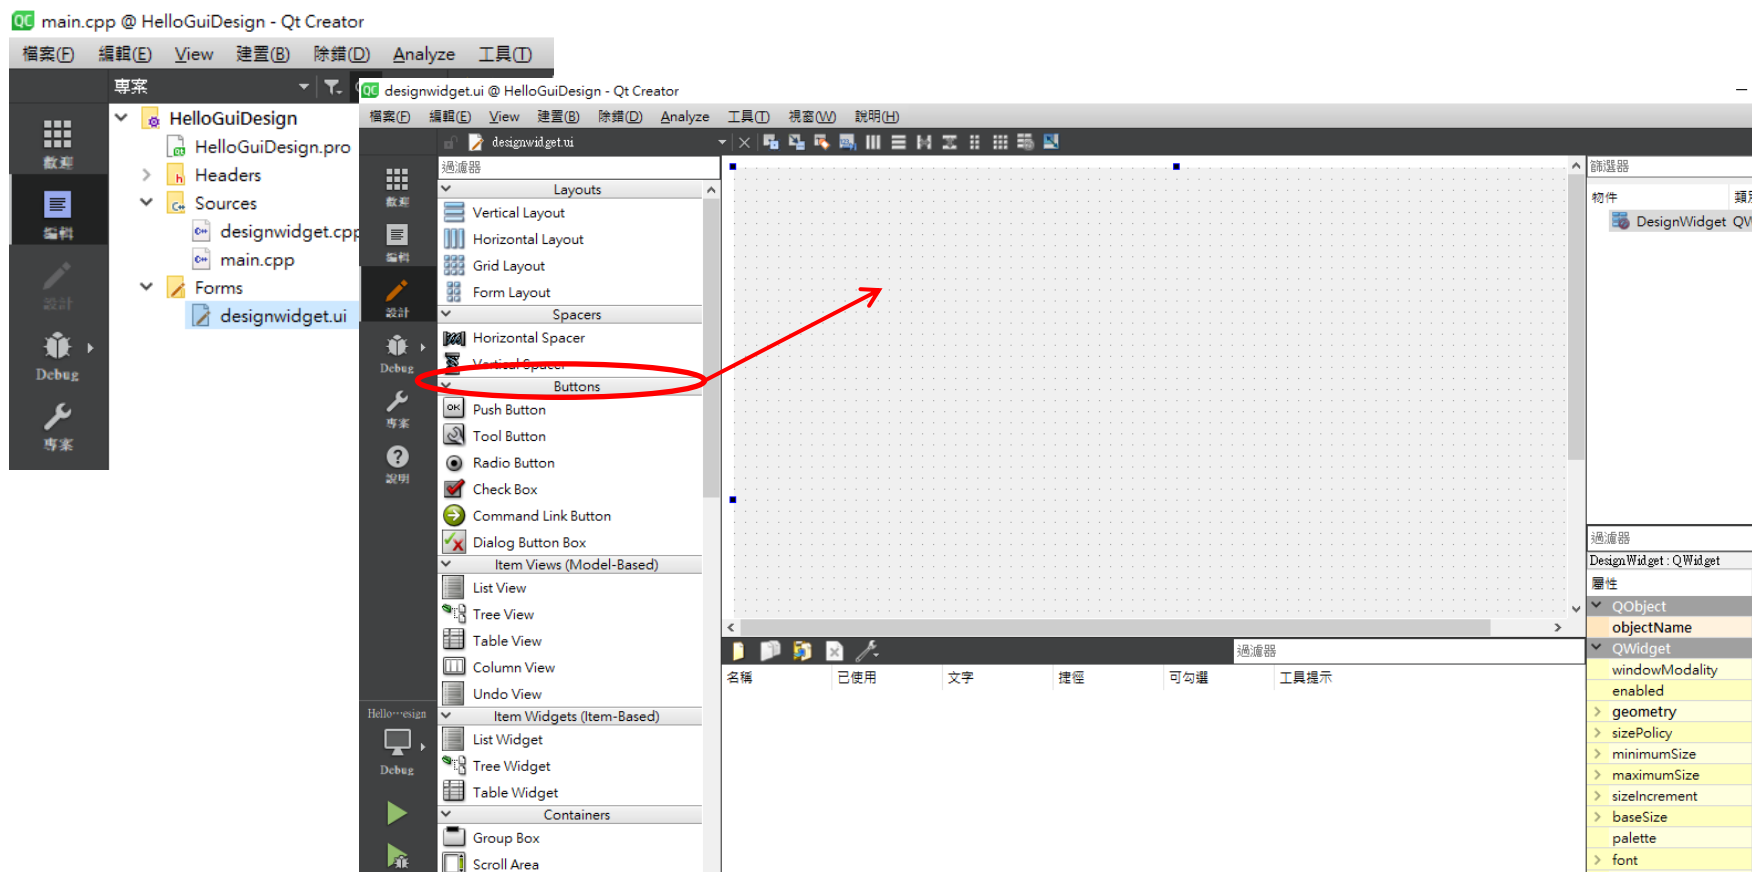 main.cpp @ HelloGuiDesign - Qt Creator
檔案(F) 編輯(E) View 建置(B) 除錯(D) Analyze 工具(T)
專案
HelloGuiDesign
HelloGuiDesign.pro
Headers
Sources
designwidget.cpp
main.cpp
Forms
designwidget.ui
歡迎
編輯
設計
Debug
專案
designwidget.ui @ HelloGuiDesign - Qt Creator
檔案(F) 編輯(E) View 建置(B) 除錯(D) Analyze 工具(T) 視窗(W) 說明(H)
designwidget.ui
歡迎
編輯
設計
Debug
專案
說明
Hello…esign
Debug
過濾器
Layouts
Vertical Layout
Horizontal Layout
Grid Layout
Form Layout
Spacers
Horizontal Spacer
Vertical Spacer
Buttons
Push Button
Tool Button
Radio Button
Check Box
Command Link Button
Dialog Button Box
Item Views (Model-Based)
List View
Tree View
Table View
Column View
Undo View
Item Widgets (Item-Based)
List Widget
Tree Widget
Table Widget
Containers
Group Box
Scroll Area
過濾器
名稱 已使用 文字 捷徑 可勾選 工具提示
篩選器
物件 類別
DesignWidget QW
過濾器
DesignWidget : QWidget
屬性
QObject
objectName
QWidget
windowModality
enabled
geometry
sizePolicy
minimumSize
maximumSize
sizeIncrement
baseSize
palette
font